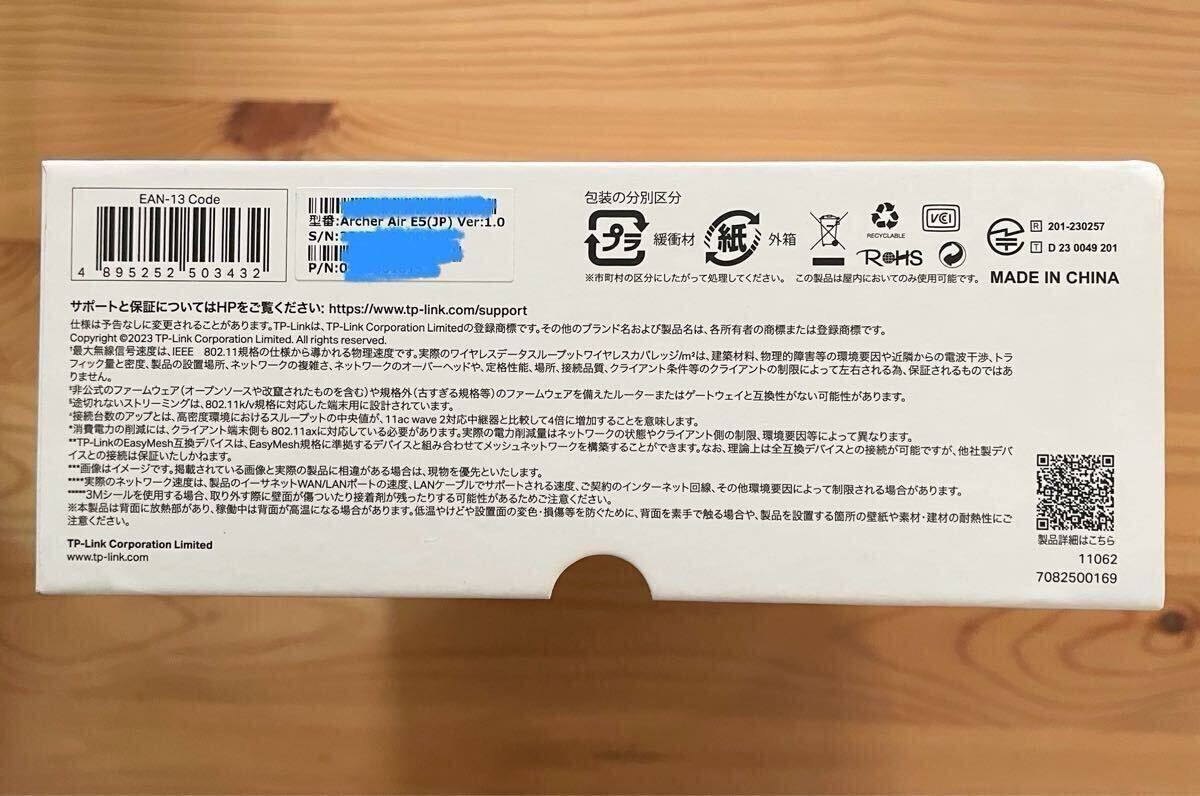 EAN-13 Code
4 895252 503432
型番:Archer Air E5(JP) Ver:1.0
S/N:
P/N:0
包装の分別区分
プラ 緩衝材 紙 外箱
RECYCLABLE
VCI
RoHS
R 201-230257
T D 23 0049 201
※市町村の区分にしたがって処理してください。 この製品は屋内においてのみ使用可能です。
MADE IN CHINA
サポートと保証についてはHPをご覧ください: https://www.tp-link.com/support
仕様は予告なしに変更されることがあります。TP-Linkは、TP-Link Corporation Limitedの登録商標です。その他のブランド名および製品名は、各所有者の商標または登録商標です。
Copyright ©2023 TP-Link Corporation Limited. All rights reserved.
†最大無線信号速度は、IEEE 802.11規格の仕様から導かれる物理速度です。実際のワイヤレスデータスループットワイヤレスカバレッジ/m²は、建築材料、物理的障害等の環境要因や近隣からの電波干渉、トラ
フィック量と密度、製品の設置場所、ネットワークの複雑さ、ネットワークのオーバーヘッドや、定格性能、場所、接続品質、クライアント条件等のクライアントの制限によって左右される為、保証されるものではあ
りません。
‡非公式のファームウェア(オープンソースや改竄されたものを含む)や規格外(古すぎる規格等)のファームウェアを備えたルーターまたはゲートウェイと互換性がない可能性があります。
§途切れないストリーミングは、802.11k/v規格に対応した端末用に設計されています。
接続台数のアップとは、高密度環境におけるスループットの中央値が、11ac wave 2対応中継器と比較して4倍に増加することを意味します。
*消費電力の削減には、クライアント端末側も802.11axに対応している必要があります。実際の電力削減量はネットワークの状態やクライアント側の制限、環境要因等によって異なります。
**TP-LinkのEasyMesh互換デバイスは、EasyMesh規格に準拠するデバイスと組み合わせてメッシュネットワークを構築することができます。なお、理論上は全互換デバイスとの接続が可能ですが、他社製デバイ
スとの接続は保証いたしかねます。
***画像はイメージです。掲載されている画像と実際の製品に相違がある場合は、現物を優先といたします。
****実際のネットワーク速度は、製品のイーサネットWAN/LANポートの速度、LANケーブルでサポートされる速度、ご契約のインターネット回線、その他環境要因によって制限される場合があります。
*****3Mシールを使用する場合、取り外す際に壁面が傷ついたり接着剤が残ったりする可能性があるためご注意ください。
※本製品は背面に放熱部があり、稼働中は背面が高温になる場合があります。低温やけどや設置面の変色・損傷等を防ぐために、背面を素手で触る場合や、製品を設置する箇所の壁紙や素材・建材の耐熱性にご
注意ください。
TP-Link Corporation Limited
www.tp-link.com
製品詳細はこちら
11062
7082500169